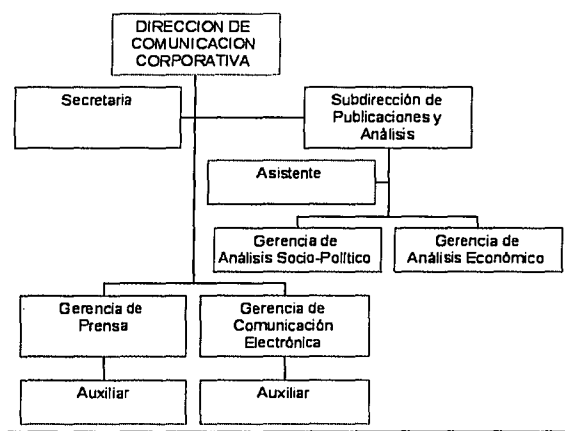 DIRECCION DE
COMUNICACION
CORPORATIVA
Secretaria
Subdirección de
Publicaciones y
Análisis
Asistente
Gerencia de
Análisis Socio-Político
Gerencia de
Análisis Económico
Gerencia de
Prensa
Gerencia de
Comunicación
Electrónica
Auxiliar
Auxiliar